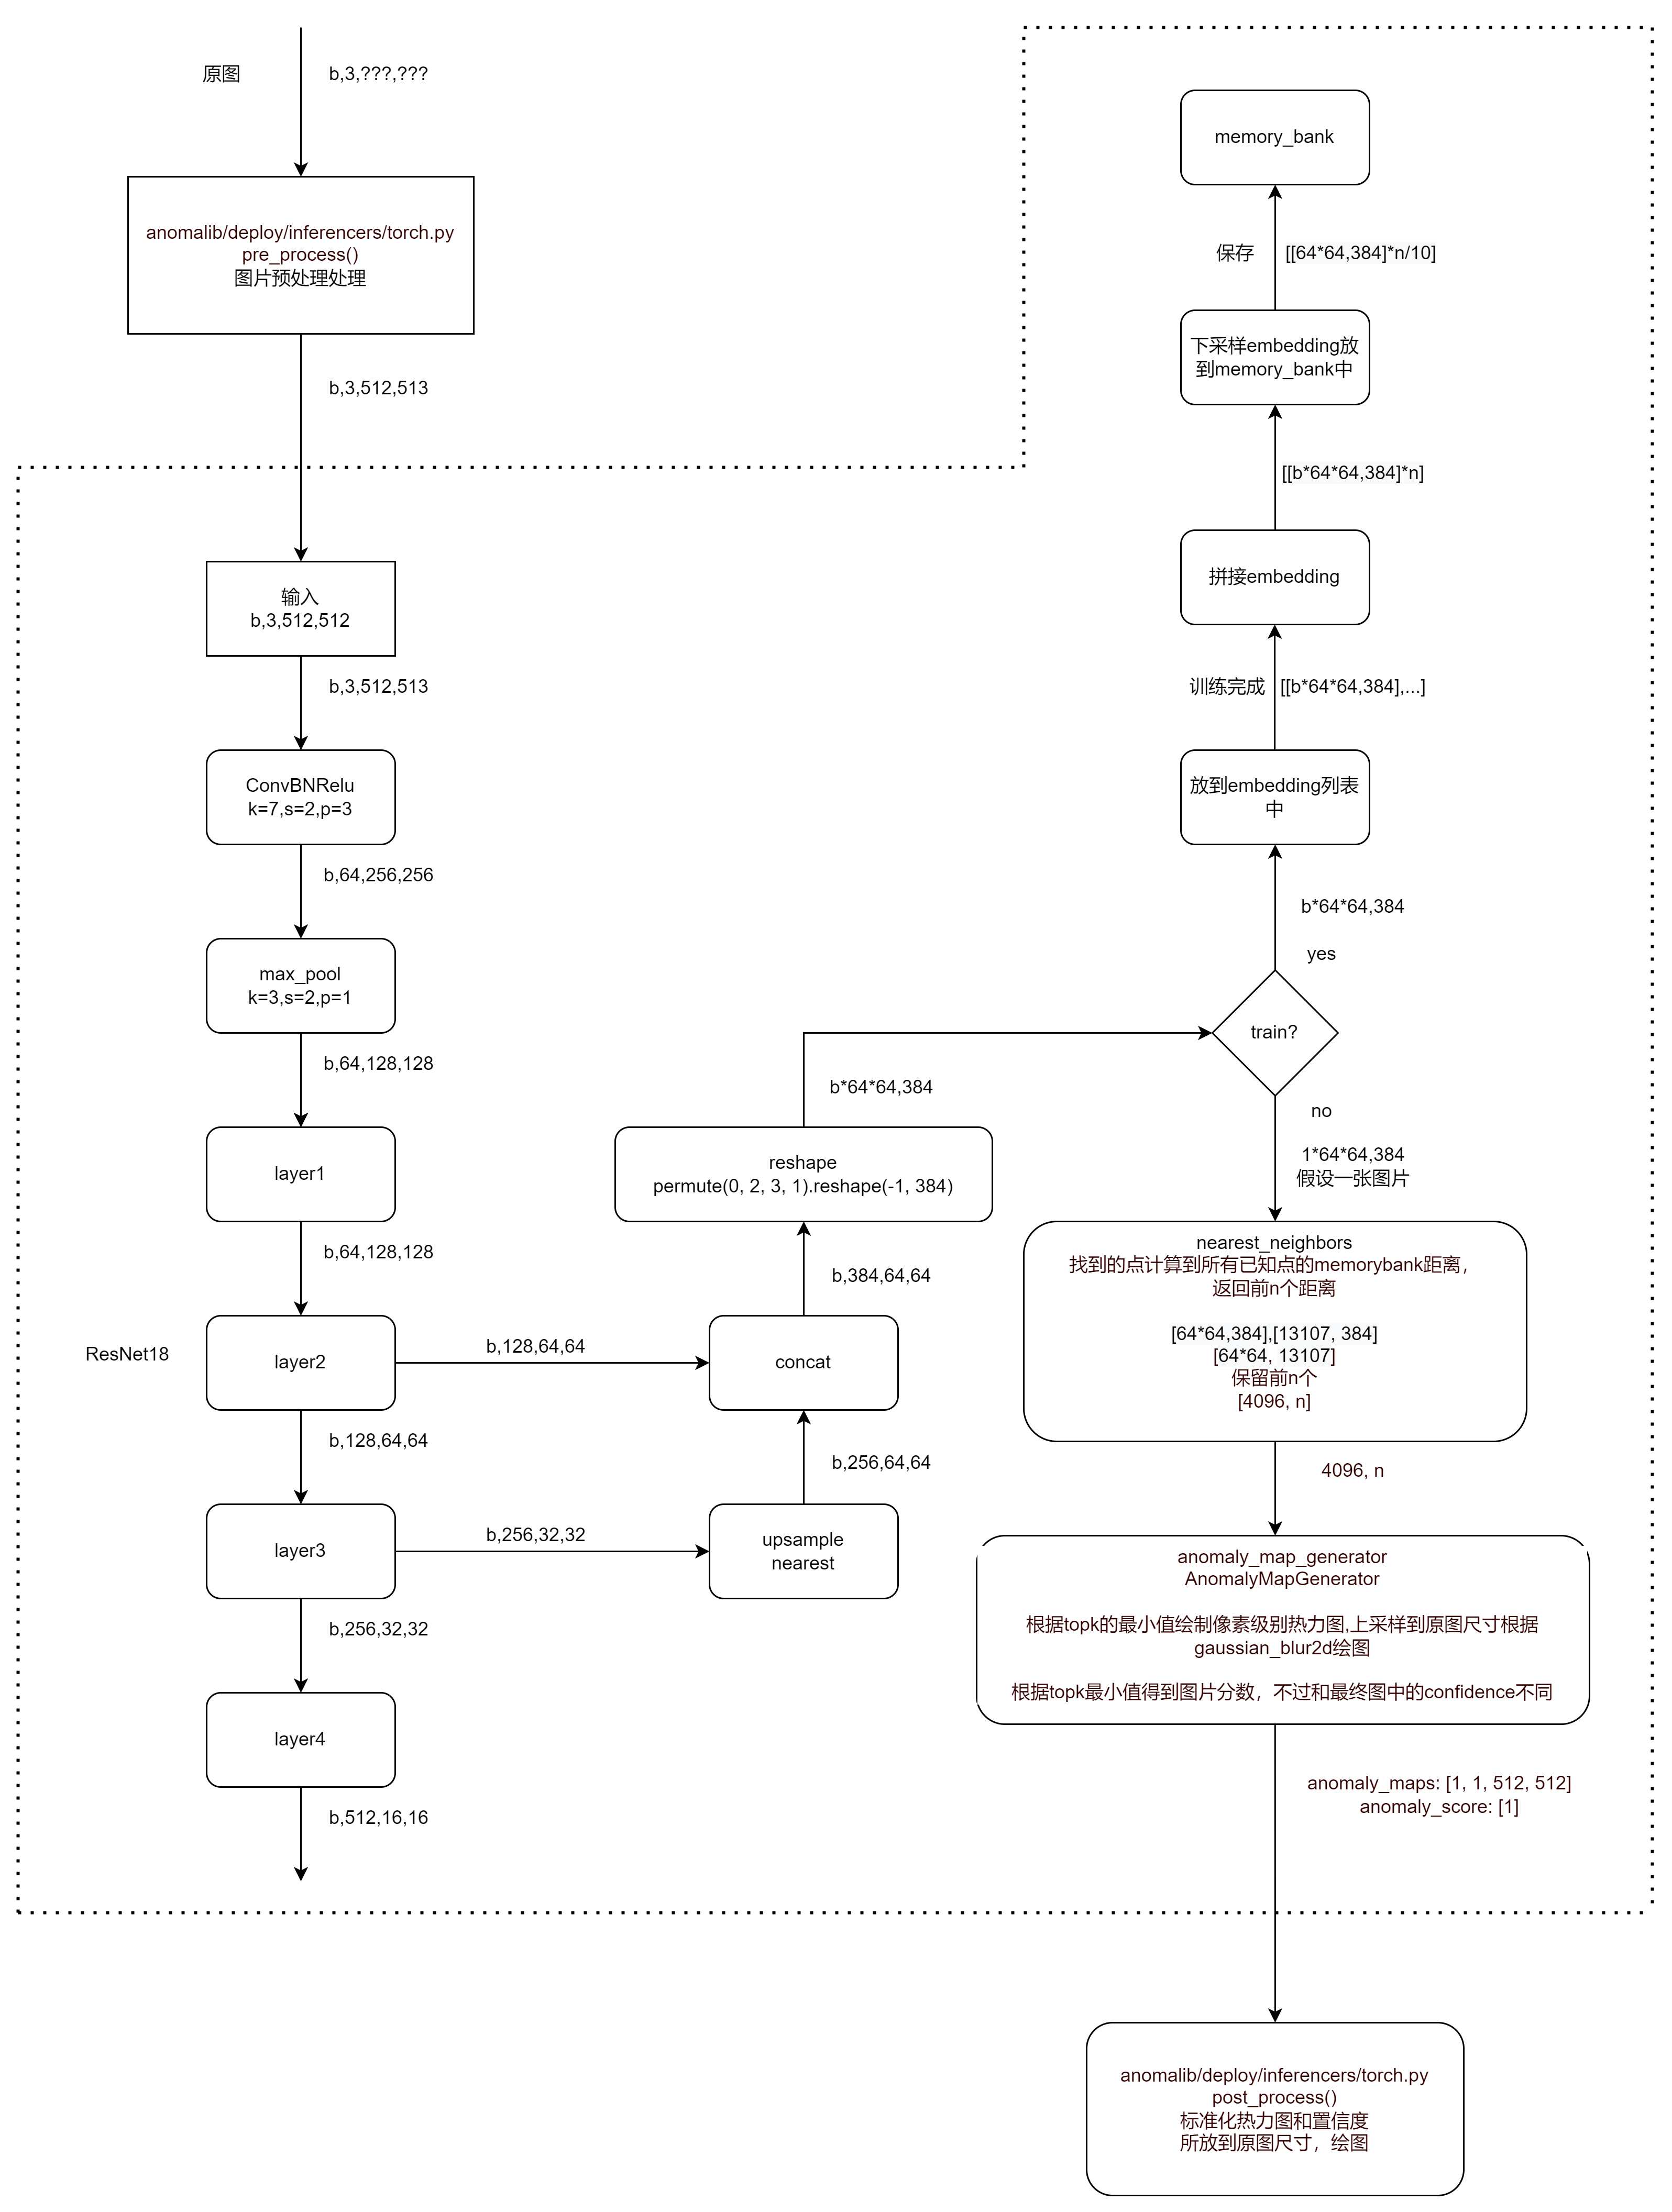 原图
b,3,???,???
anomalib/deploy/inferencers/torch.py
pre_process()
图片预处理处理
b,3,512,513
输入
b,3,512,512
b,3,512,513
ConvBNRelu
k=7,s=2,p=3
b,64,256,256
max_pool
k=3,s=2,p=1
b,64,128,128
layer1
b,64,128,128
ResNet18
layer2
b,128,64,64
b,128,64,64
layer3
b,256,32,32
b,256,32,32
layer4
b,512,16,16
upsample
nearest
b,256,64,64
concat
b,384,64,64
reshape
permute(0, 2, 3, 1).reshape(-1, 384)
b*64*64,384
train?
yes
b*64*64,384
放到embedding列表
中
训练完成
[[b*64*64,384],...]
拼接embedding
[[b*64*64,384]*n]
下采样embedding放
到memory_bank中
保存
[[64*64,384]*n/10]
memory_bank
no
1*64*64,384
假设一张图片
nearest_neighbors
找到的点计算到所有已知点的memorybank距离，
返回前n个距离
[64*64,384],[13107, 384]
[64*64, 13107]
保留前n个
[4096, n]
4096, n
anomaly_map_generator
AnomalyMapGenerator
根据topk的最小值绘制像素级别热力图,上采样到原图尺寸根据
gaussian_blur2d绘图
根据topk最小值得到图片分数，不过和最终图中的confidence不同
anomaly_maps: [1, 1, 512, 512]
anomaly_score: [1]
anomalib/deploy/inferencers/torch.py
post_process()
标准化热力图和置信度
所放到原图尺寸，绘图